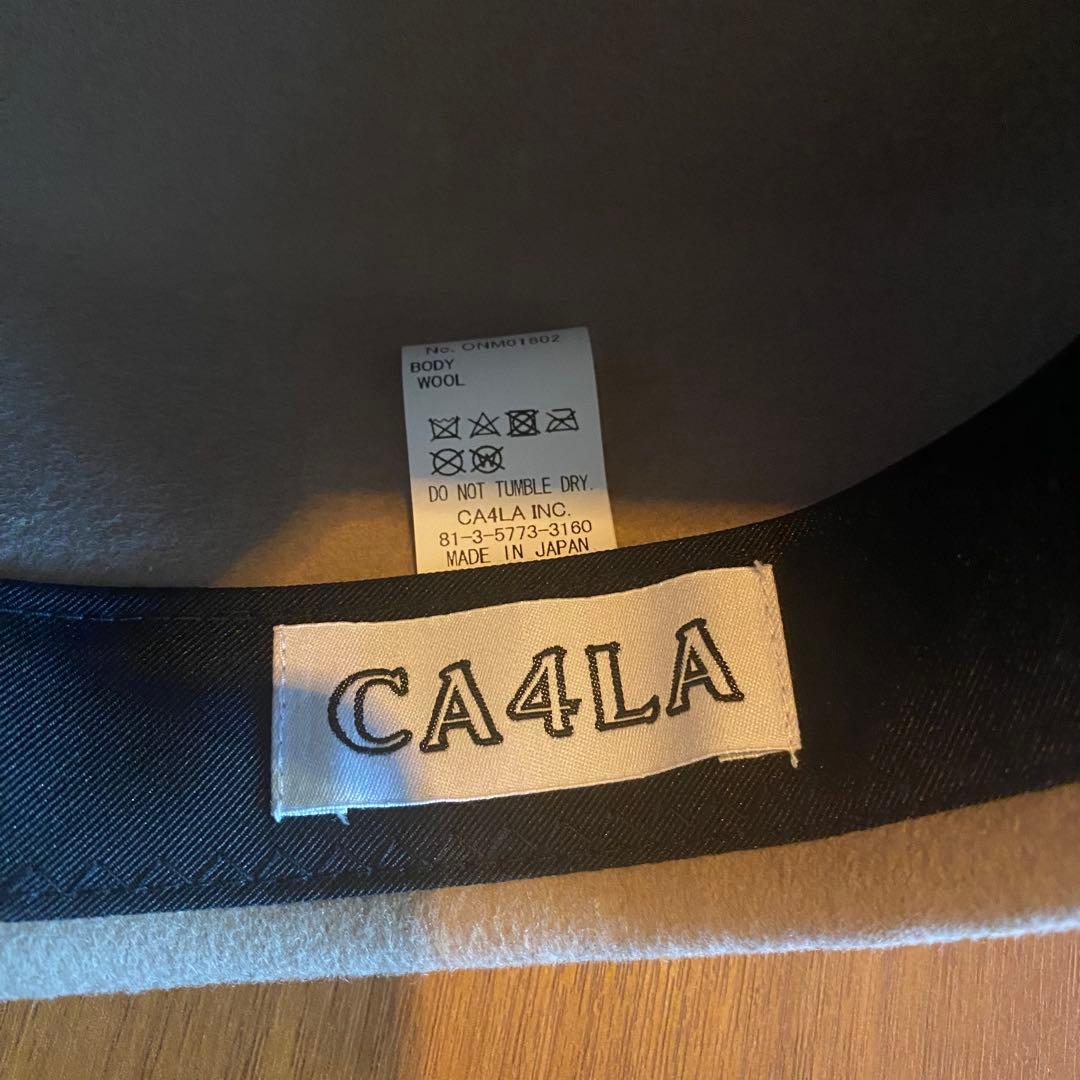 No. ONM01802
BODY
WOOL
DO NOT TUMBLE DRY.
CA4LA INC.
81-3-5773-3160
MADE IN JAPAN
CA4LA